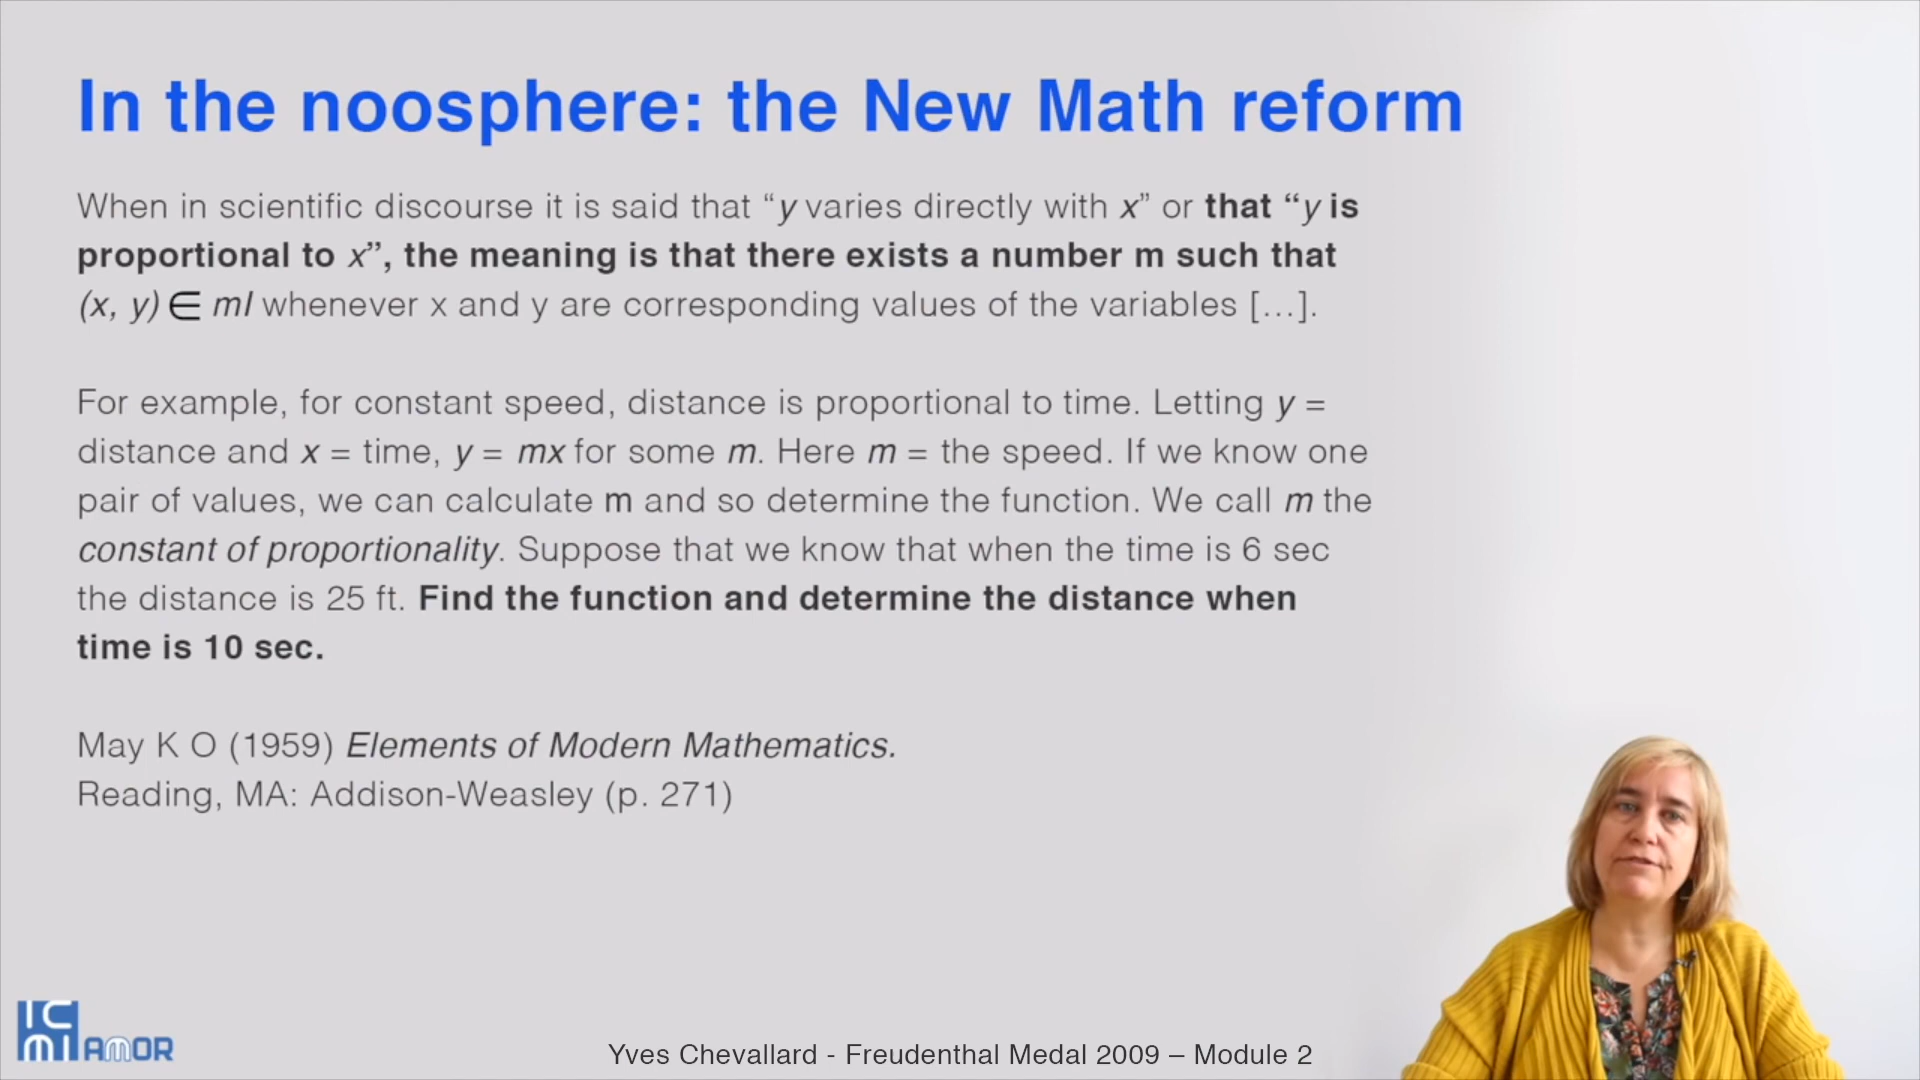 In the noosphere: the New Math reform
When in scientific discourse it is said that “y varies directly with x” or that “y is
proportional to x”, the meaning is that there exists a number m such that
(x, y) ∈ mI whenever x and y are corresponding values of the variables […].
For example, for constant speed, distance is proportional to time. Letting y =
distance and x = time, y = mx for some m. Here m = the speed. If we know one
pair of values, we can calculate m and so determine the function. We call m the
constant of proportionality. Suppose that we know that when the time is 6 sec
the distance is 25 ft. Find the function and determine the distance when
time is 10 sec.
May K O (1959) Elements of Modern Mathematics.
Reading, MA: Addison-Weasley (p. 271)
IC
MI AMOR
Yves Chevallard - Freudenthal Medal 2009 – Module 2